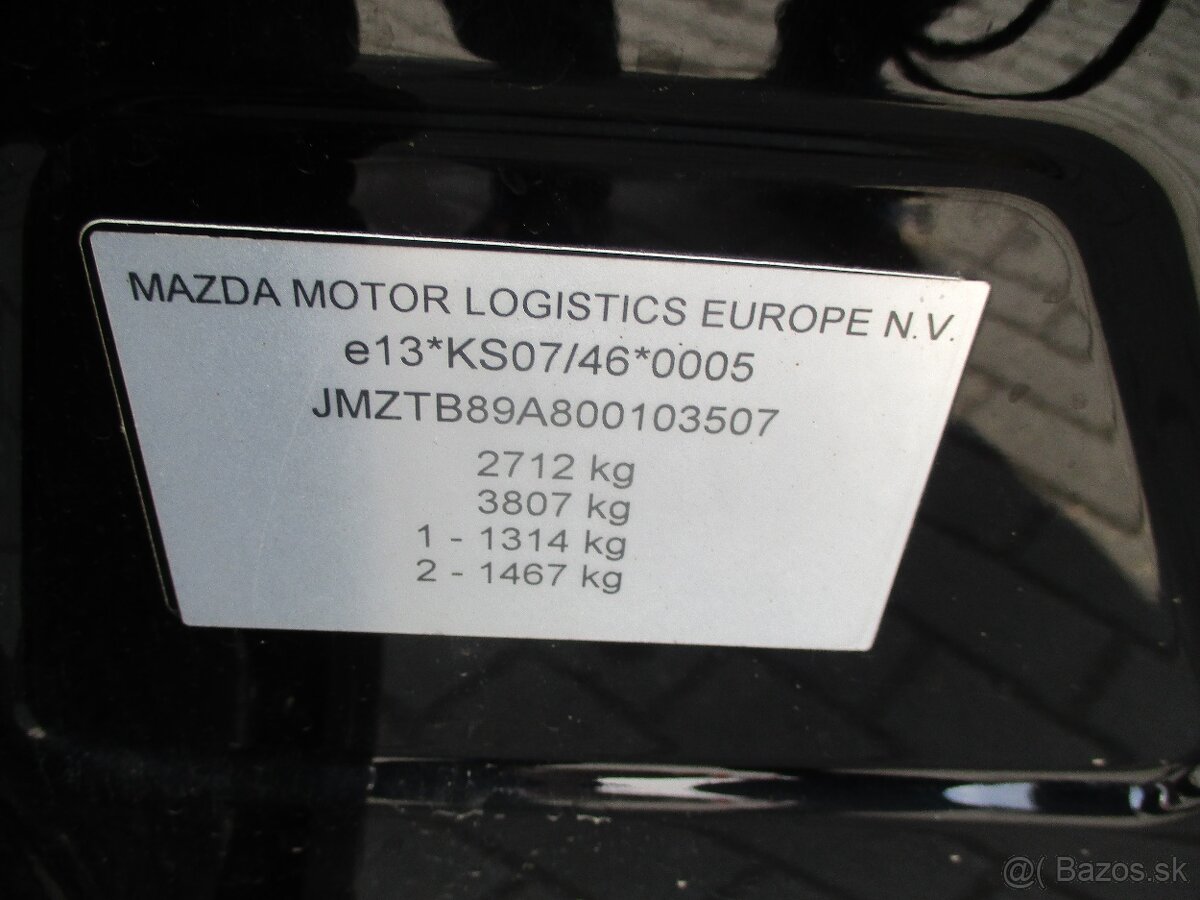 MAZDA MOTOR LOGISTICS EUROPE N.V.
e13*KS07/46*0005
JMZTB89A800103507
2712 kg
3807 kg
1 - 1314 kg
2 - 1467 kg
@( Bazos.sk